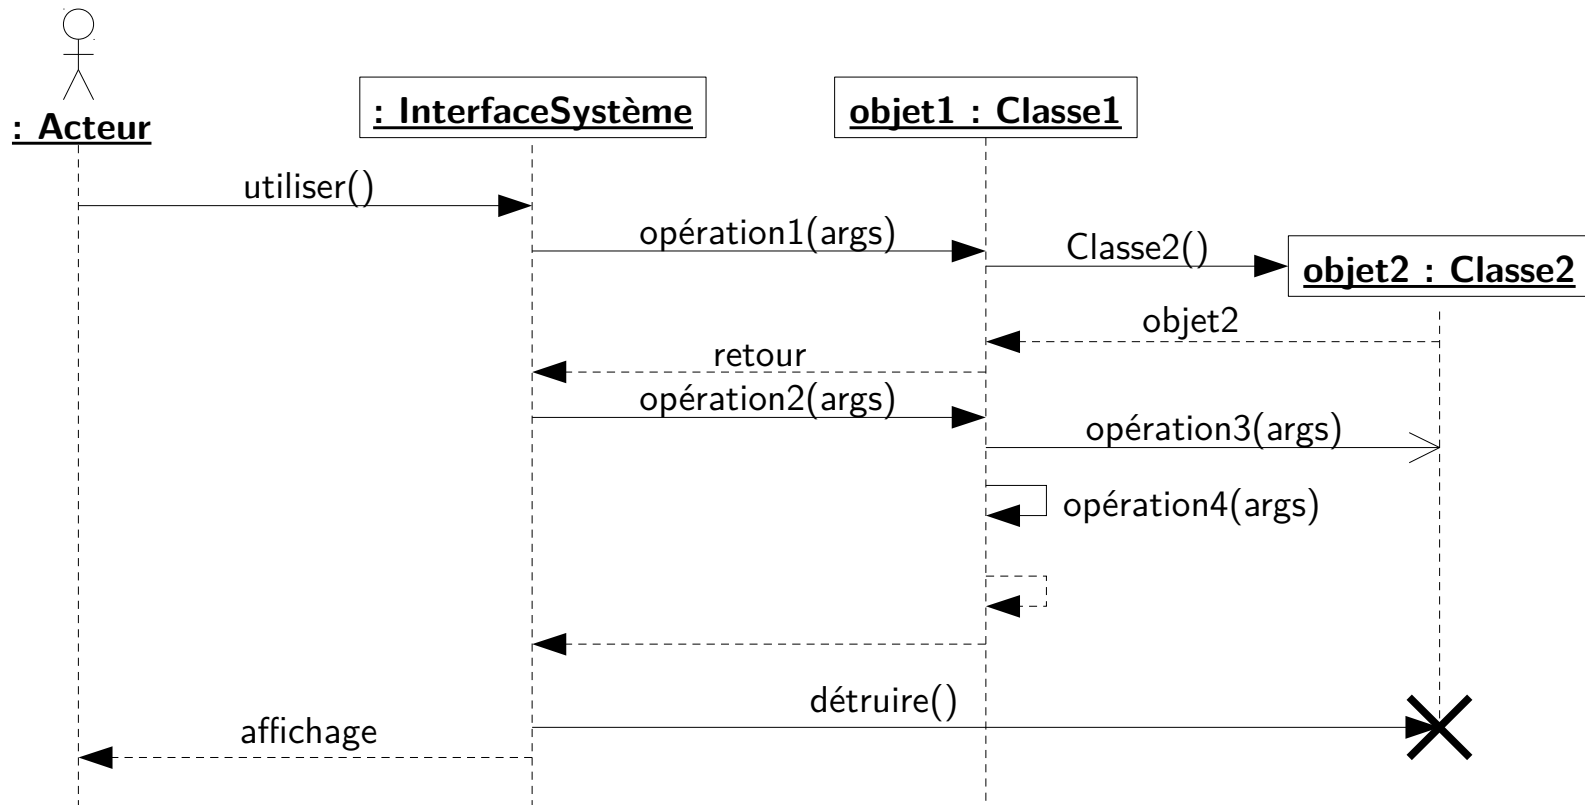 : Acteur
: InterfaceSystème
objet1 : Classe1
utiliser()
opération1(args)
Classe2()
objet2 : Classe2
objet2
retour
opération2(args)
opération3(args)
opération4(args)
détruire()
affichage